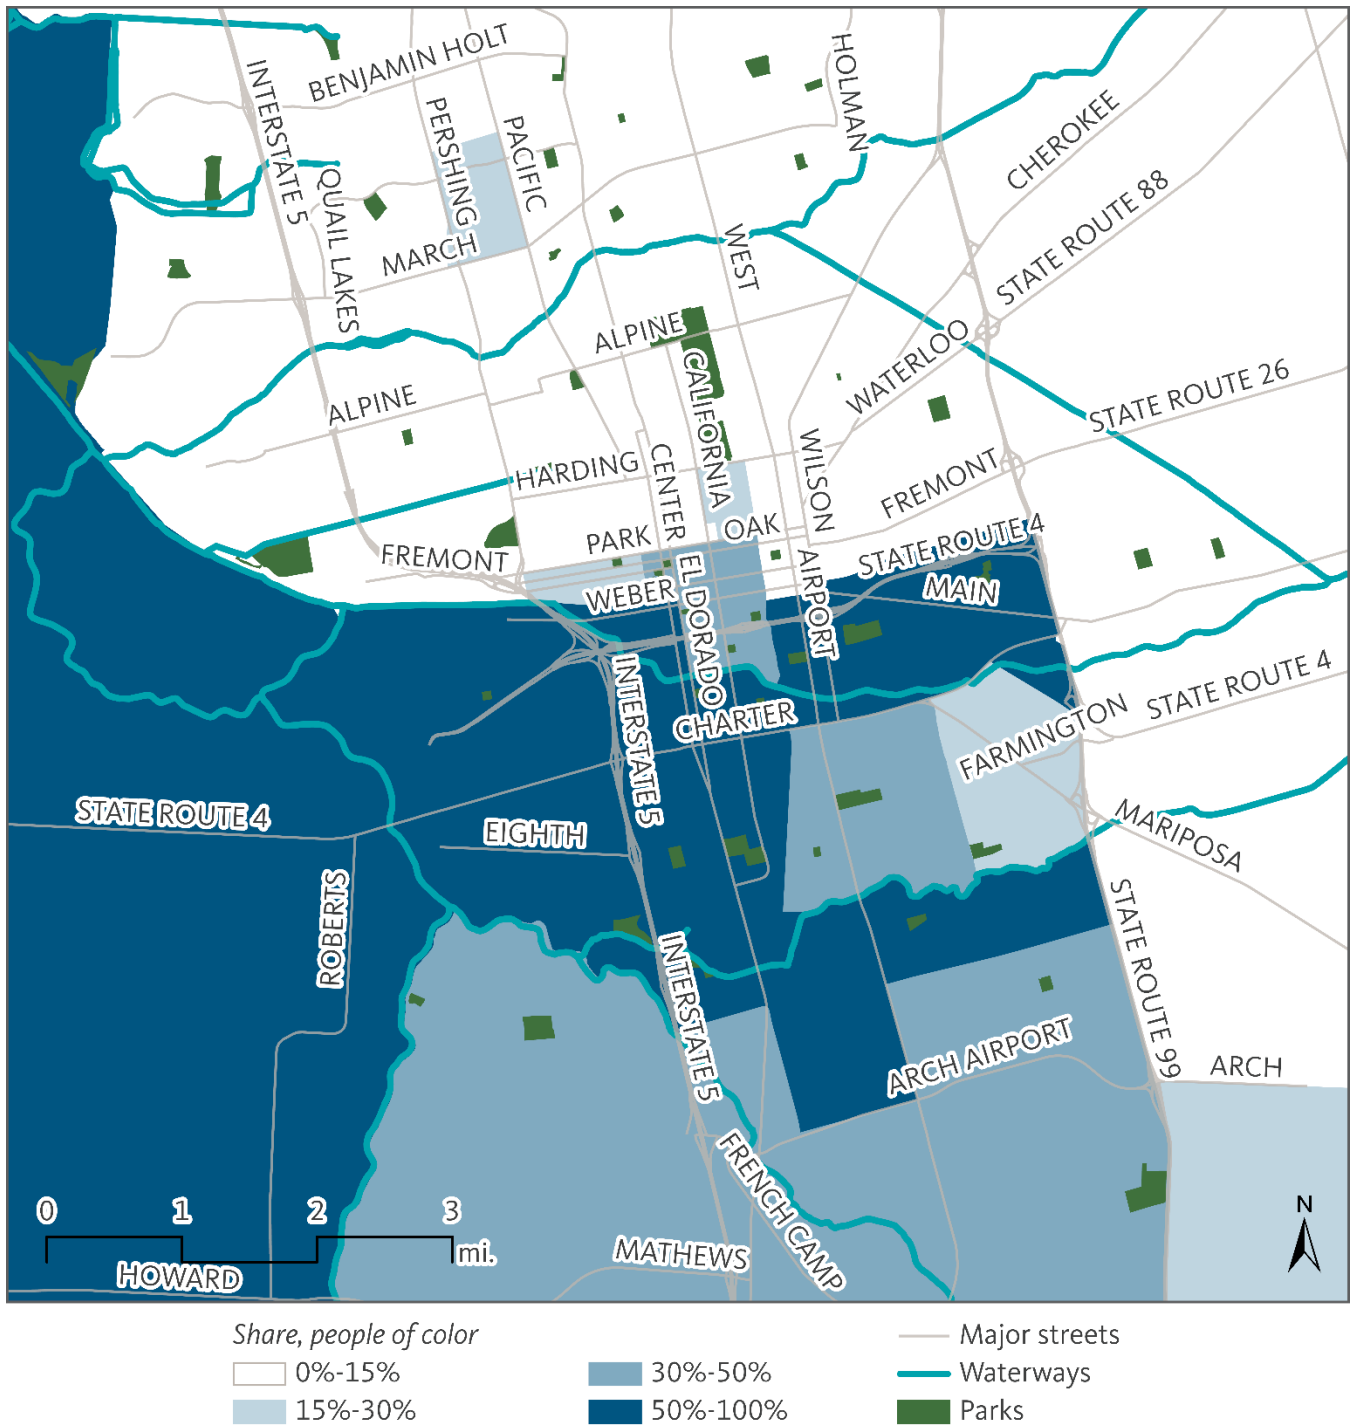 BENJAMIN HOLT
HOLMAN
INTERSTATE 5
PERSHING
PACIFIC
CHEROKEE
QUAIL LAKES
STATE ROUTE 88
MARCH
WEST
ALPINE
WATERLOO
CALIFORNIA
STATE ROUTE 26
ALPINE
CENTER
WILSON
HARDING
FREMONT
OAK
PARK
STATE ROUTE 4
FREMONT
MAIN
WEBER
EL DORADO
AIRPORT
INTERSTATE 5
STATE ROUTE 4
CHARTER
FARMINGTON
STATE ROUTE 4
EIGHTH
MARIPOSA
ROBERTS
STATE ROUTE 99
INTERSTATE 5
ARCH AIRPORT
ARCH
FRENCH CAMP
0 1 2 3
mi.
N
MATHEWS
HOWARD
Share, people of color
0%-15%
15%-30%
30%-50%
50%-100%
Major streets
Waterways
Parks